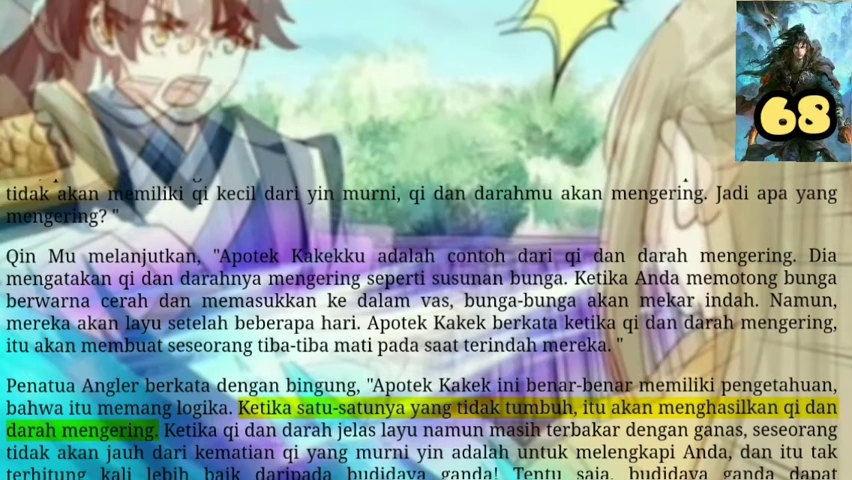 68
tidak akan memiliki qi kecil dari yin murni, qi dan darahmu akan mengering. Jadi apa yang
mengering? "
Qin Mu melanjutkan, "Apotek Kakekku adalah contoh dari qi dan darah mengering. Dia
mengatakan qi dan darahnya mengering seperti susunan bunga. Ketika Anda memotong bunga
berwarna cerah dan memasukkan ke dalam vas, bunga-bunga akan mekar indah. Namun,
mereka akan layu setelah beberapa hari. Apotek Kakek berkata ketika qi dan darah mengering,
itu akan membuat seseorang tiba-tiba mati pada saat terindah mereka. "
Penatua Angler berkata dengan bingung, "Apotek Kakek ini benar-benar memiliki pengetahuan,
bahwa itu memang logika. Ketika satu-satunya yang tidak tumbuh, itu akan menghasilkan qi dan
darah mengering. Ketika qi dan darah jelas layu namun masih terbakar dengan ganas, seseorang
tidak akan jauh dari kematian qi yang murni yin adalah untuk melengkapi Anda, dan itu tak
terhitung kali lebih baik daripada budidaya ganda! Tentu saja, budidaya ganda dapat